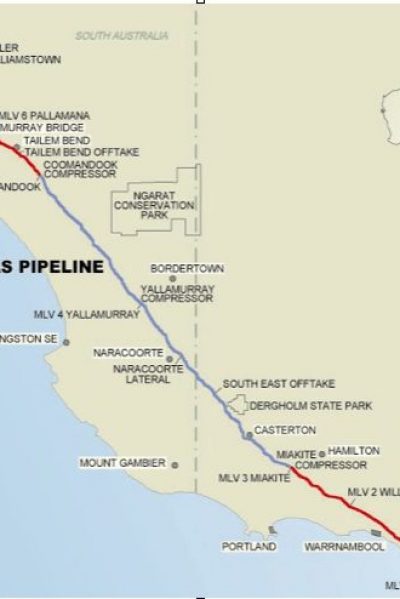 SOUTH AUSTRALIA
LER
LIAMSTOWN
MLV 6 PALLAMANA
MURRAY BRIDGE
TAILEM BEND
TAILEM BEND OFFTAKE
COOMANDOOK
COMPRESSOR
ANDOOK
NGARAT
CONSERVATION
PARK
AS PIPELINE
BORDERTOWN
YALLAMURRAY
COMPRESSOR
MLV 4 YALLAMURRAY
NGSTON SE
NARACOORTE
NARACOORTE
LATERAL
SOUTH EAST OFFTAKE
DERGHOLM STATE PARK
CASTERTON
MIAKITE
HAMILTON
COMPRESSOR
MOUNT GAMBIER
MLV 3 MIAKITE
MLV 2 WILL
PORTLAND
WARRNAMBOOL
ML